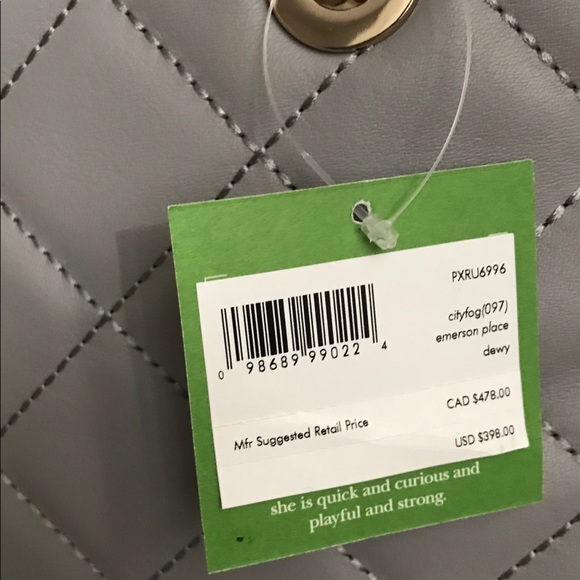 PXRU6996
cityfog(097)
emerson place
dewy
0 98689 99022 4
Mfr Suggested Retail Price
CAD $478.00
USD $398.00
she is quick and curious and
playful and strong.